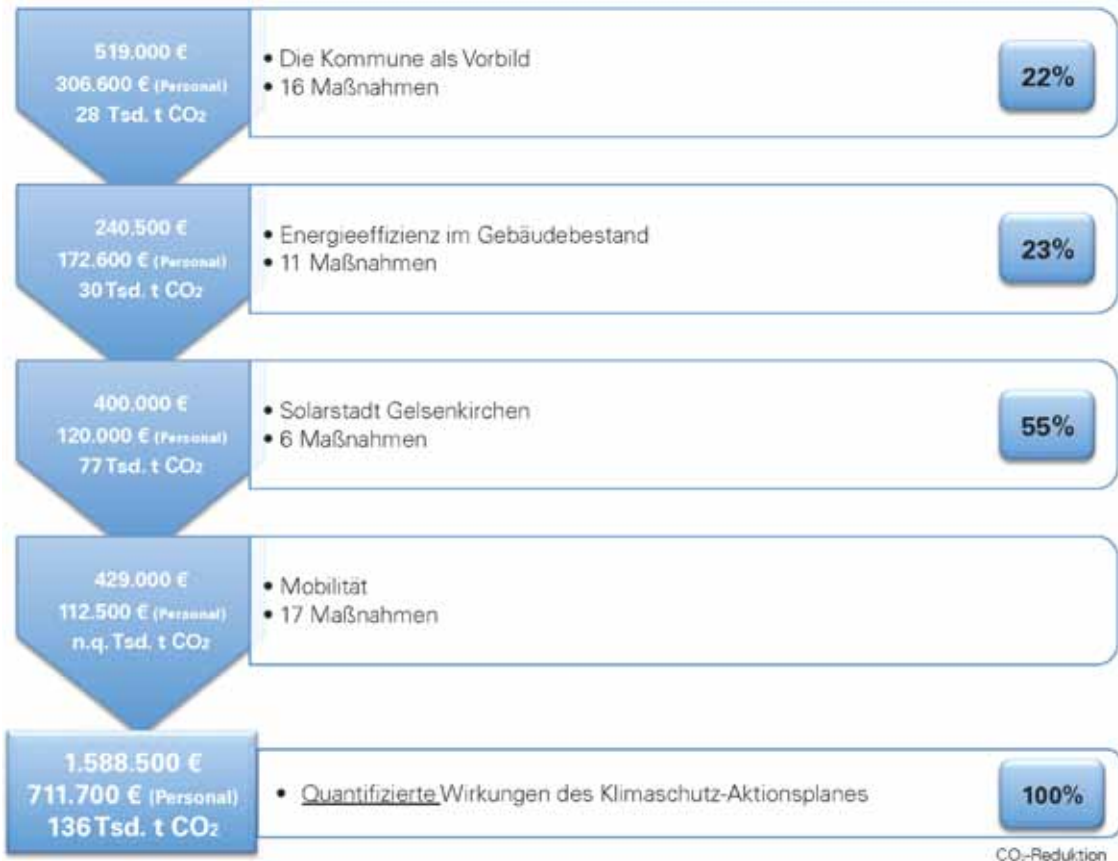 519.000 €
306.600 € (Personal)
28 Tsd. t CO₂
• Die Kommune als Vorbild
• 16 Maßnahmen
22%
240.500 €
172.600 € (Personal)
30 Tsd. t CO₂
• Energieeffizienz im Gebäudebestand
• 11 Maßnahmen
23%
400.000 €
120.000 € (Personal)
77 Tsd. t CO₂
• Solarstadt Gelsenkirchen
• 6 Maßnahmen
55%
429.000 €
112.500 € (Personal)
n.q. Tsd. t CO₂
• Mobilität
• 17 Maßnahmen
1.588.500 €
711.700 € (Personal)
136 Tsd. t CO₂
• Quantifizierte Wirkungen des Klimaschutz-Aktionsplanes
100%
CO₂-Reduktion